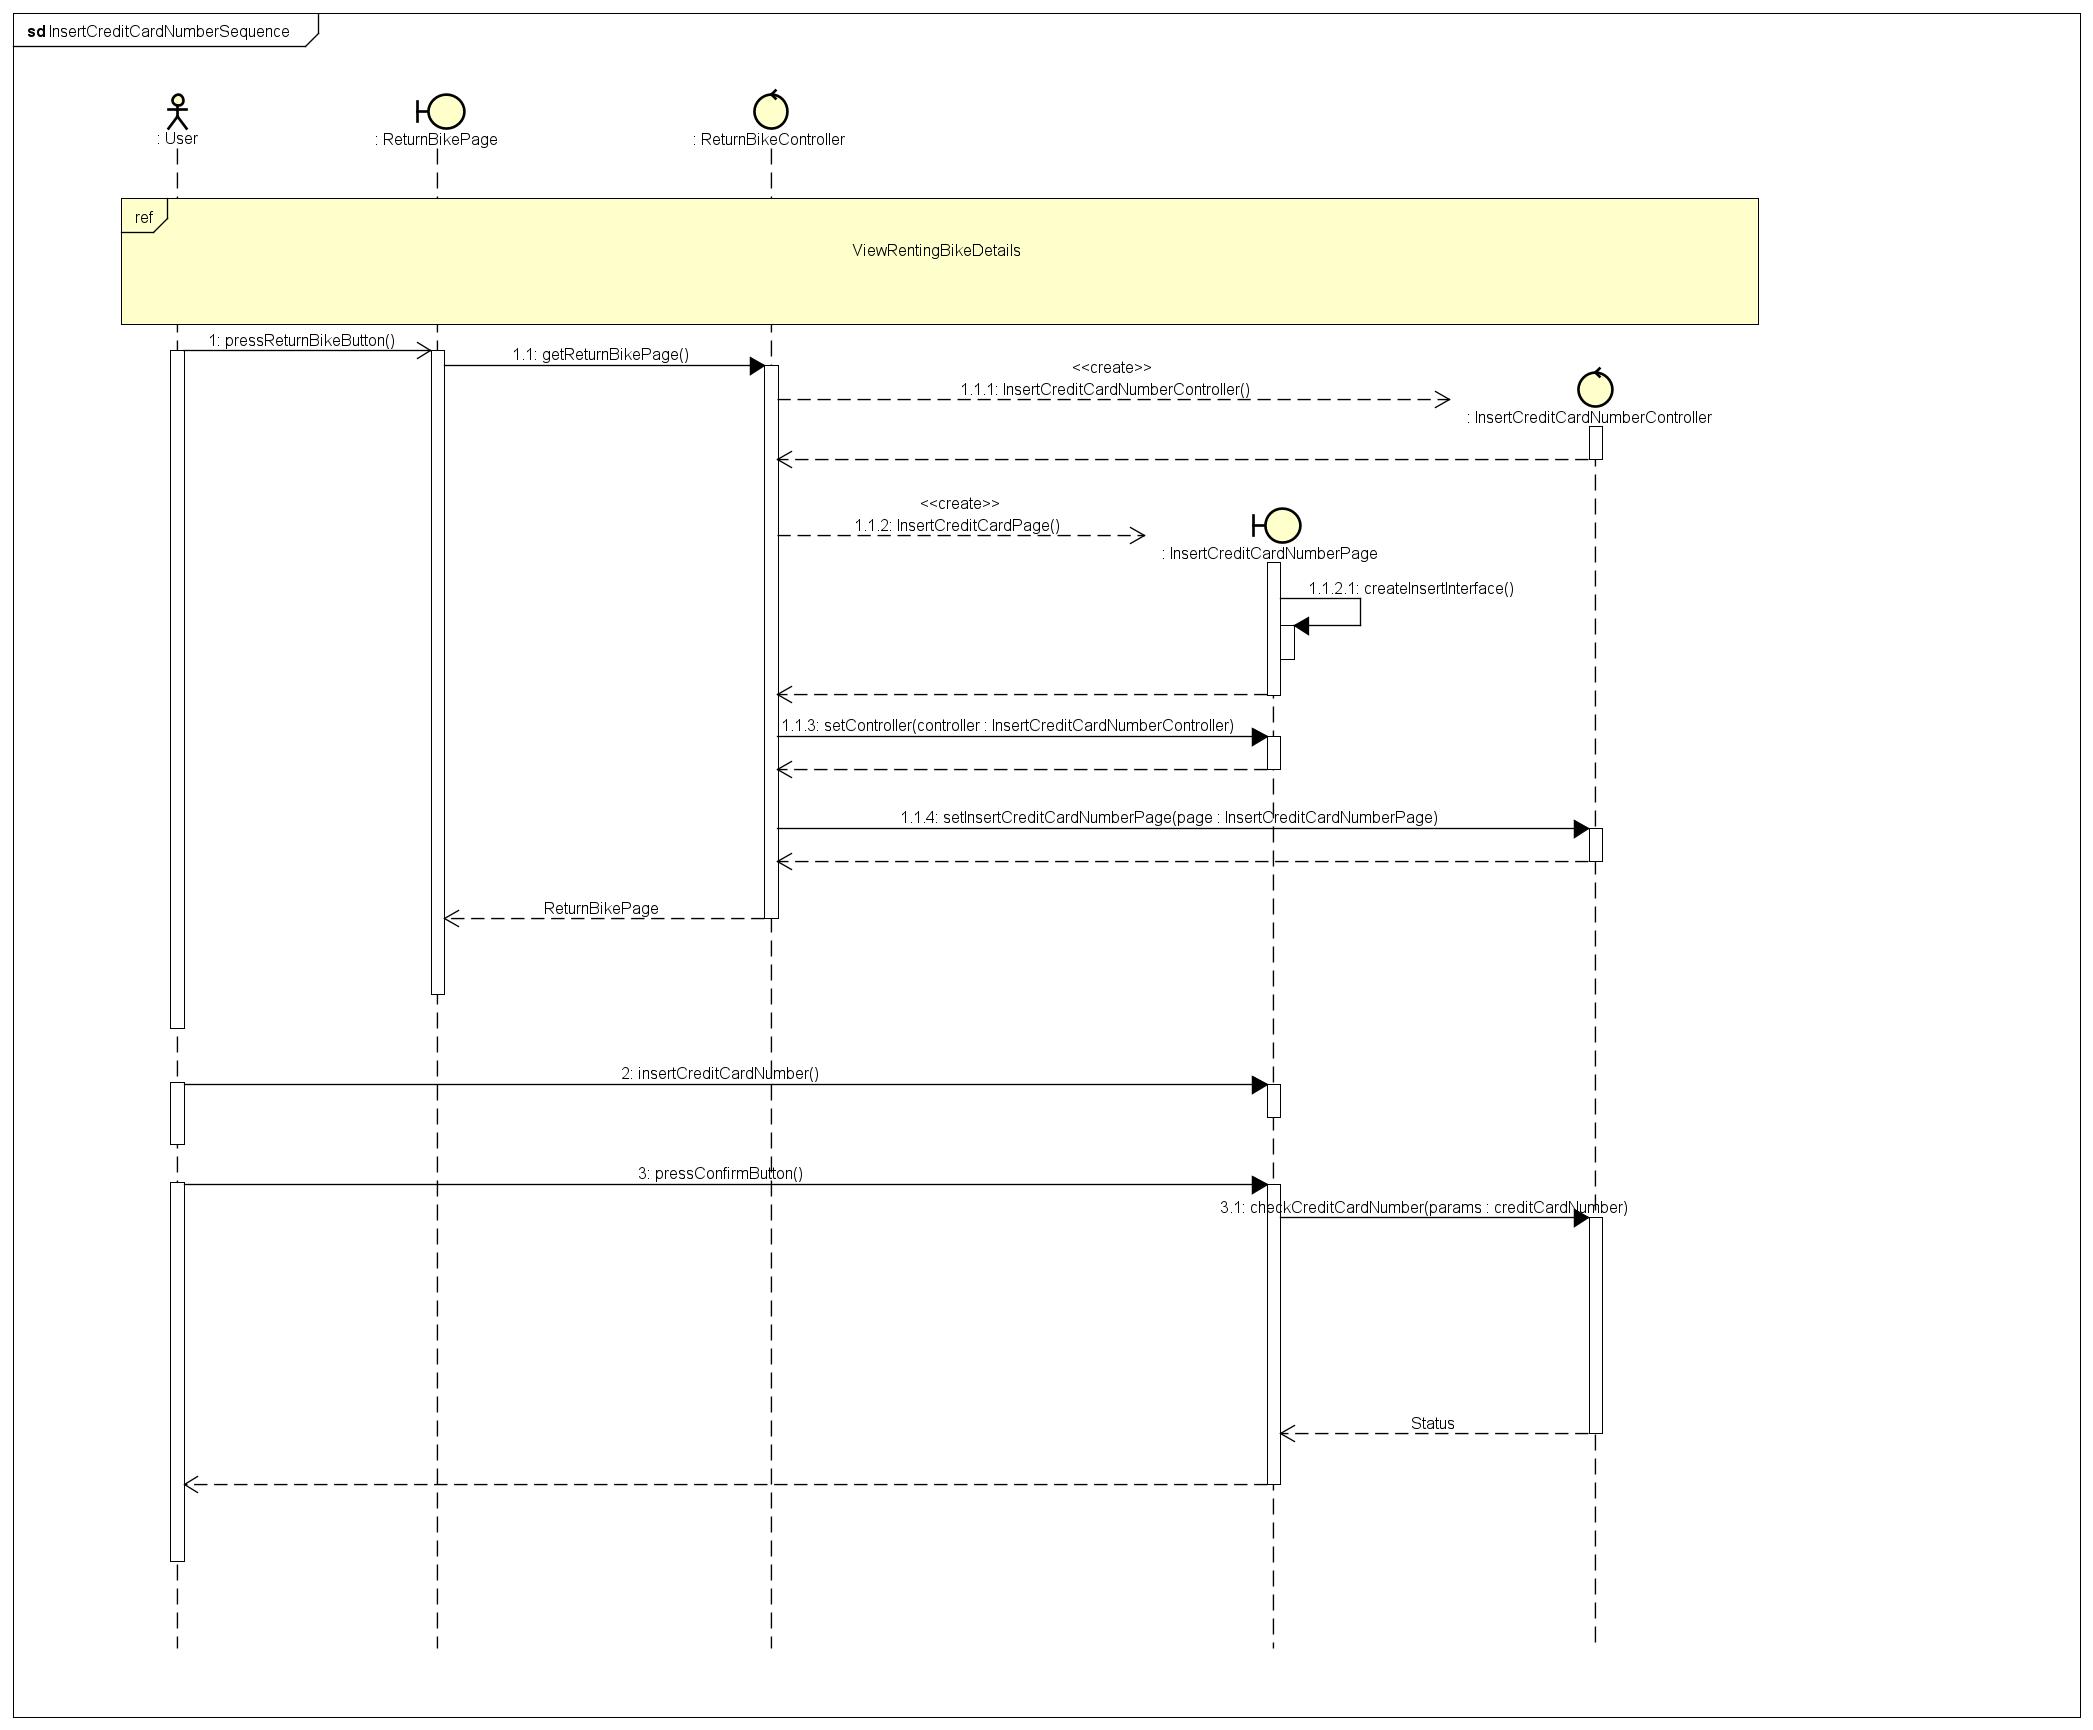 sd InsertCreditCardNumberSequence
: User
: ReturnBikePage
: ReturnBikeController
ref
ViewRentingBikeDetails
1: pressReturnBikeButton()
1.1: getReturnBikePage()
<<create>>
1.1.1: InsertCreditCardNumberController()
: InsertCreditCardNumberController
<<create>>
1.1.2: InsertCreditCardPage()
: InsertCreditCardNumberPage
1.1.2.1: createInsertInterface()
1.1.3: setController(controller : InsertCreditCardNumberController)
1.1.4: setInsertCreditCardNumberPage(page : InsertCreditCardNumberPage)
ReturnBikePage
2: insertCreditCardNumber()
3: pressConfirmButton()
3.1: checkCreditCardNumber(params : creditCardNumber)
Status